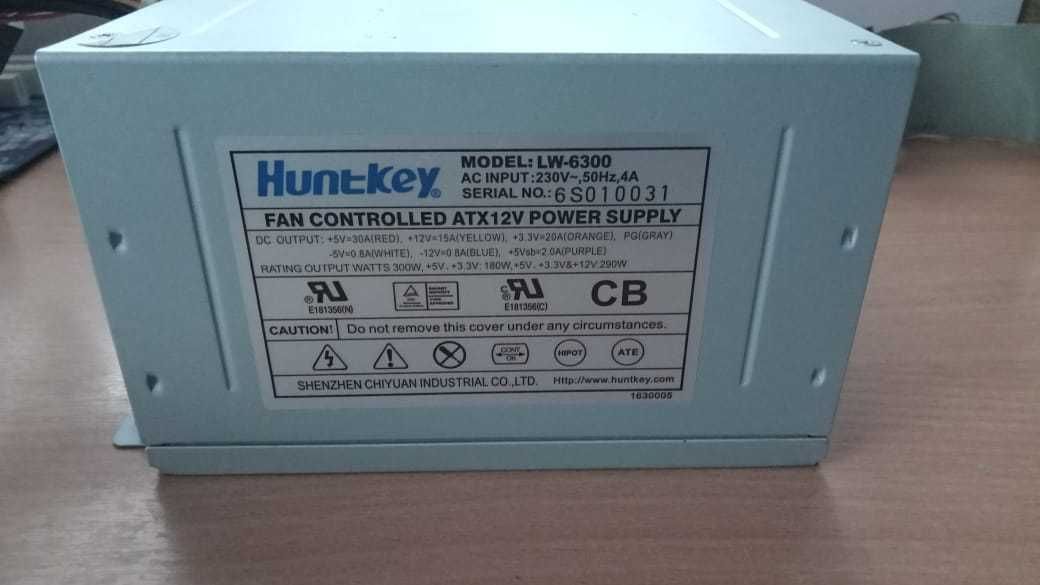 Huntkey®
MODEL: LW-6300
AC INPUT:230V~,50Hz,4A
SERIAL NO.: 6S010031
FAN CONTROLLED ATX12V POWER SUPPLY
DC OUTPUT: +5V=30A(RED), +12V=15A(YELLOW), +3.3V=20A(ORANGE), PG(GRAY)
-5V=0.8A(WHITE), -12V=0.8A(BLUE), +5Vsb=2.0A(PURPLE)
RATING OUTPUT WATTS 300W, +5V. +3.3V: 180W,+5V. +3.3V&+12V:290W
E181356(N)
c
E181356(C)
CB
CAUTION! Do not remove this cover under any circumstances.
CONT.
OK
HIPOT
ATE
SHENZHEN CHIYUAN INDUSTRIAL CO.,LTD. Http://www.huntkey.com
1630005